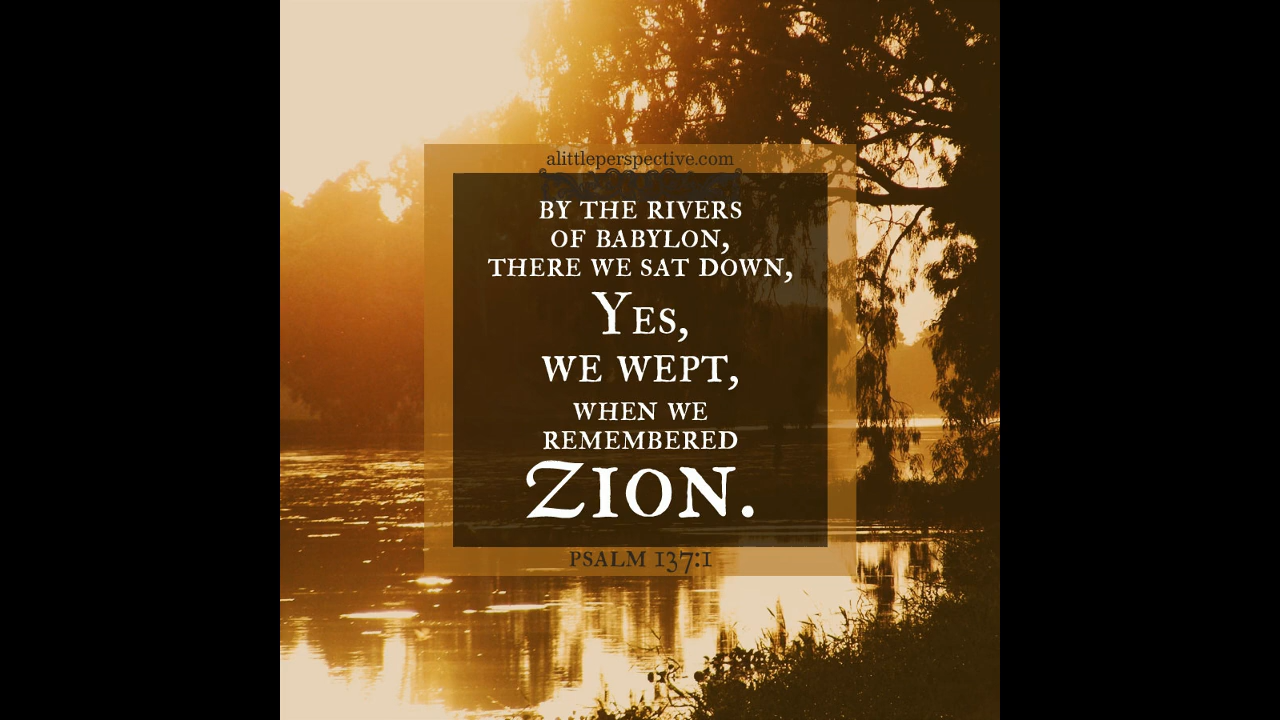 alittleperspective.com
BY THE RIVERS
OF BABYLON,
THERE WE SAT DOWN,
YES,
WE WEPT,
WHEN WE
REMEMBERED
ZION.
PSALM 137:1